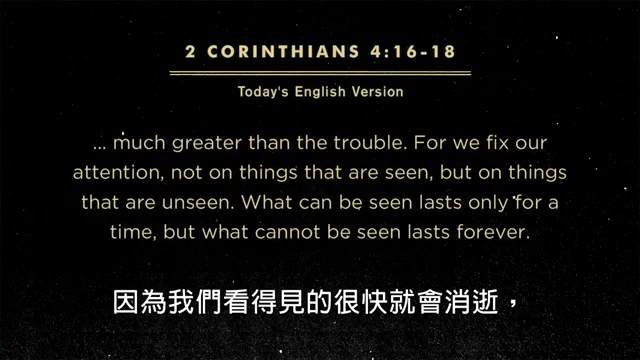 2 CORINTHIANS 4:16-18
Today's English Version
... much greater than the trouble. For we fix our
attention, not on things that are seen, but on things
that are unseen. What can be seen lasts only for a
time, but what cannot be seen lasts forever.
因為我們看得見的很快就會消逝，